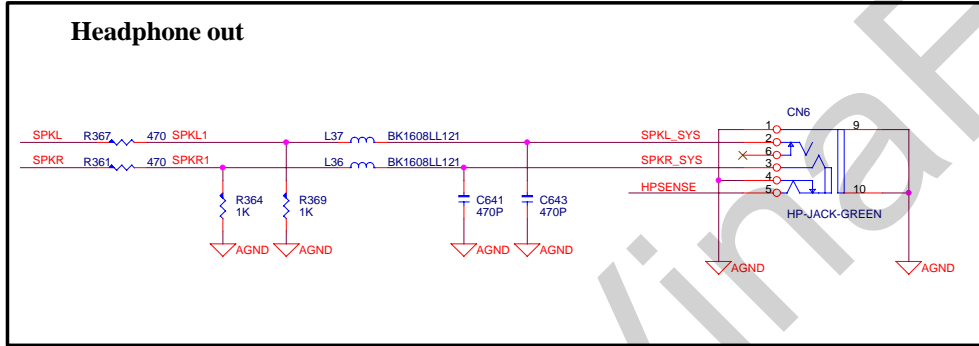 Headphone out
CN6
SPKL R367 470 SPKL1 L37 BK1608LL121 SPKL_SYS 1 9
2
SPKR R361 470 SPKR1 L36 BK1608LL121 SPKR_SYS 6
3
4
HPSENSE 5 10
R364 R369 C641 C643 HP-JACK-GREEN
1K 1K 470P 470P
AGND AGND AGND AGND AGND AGND